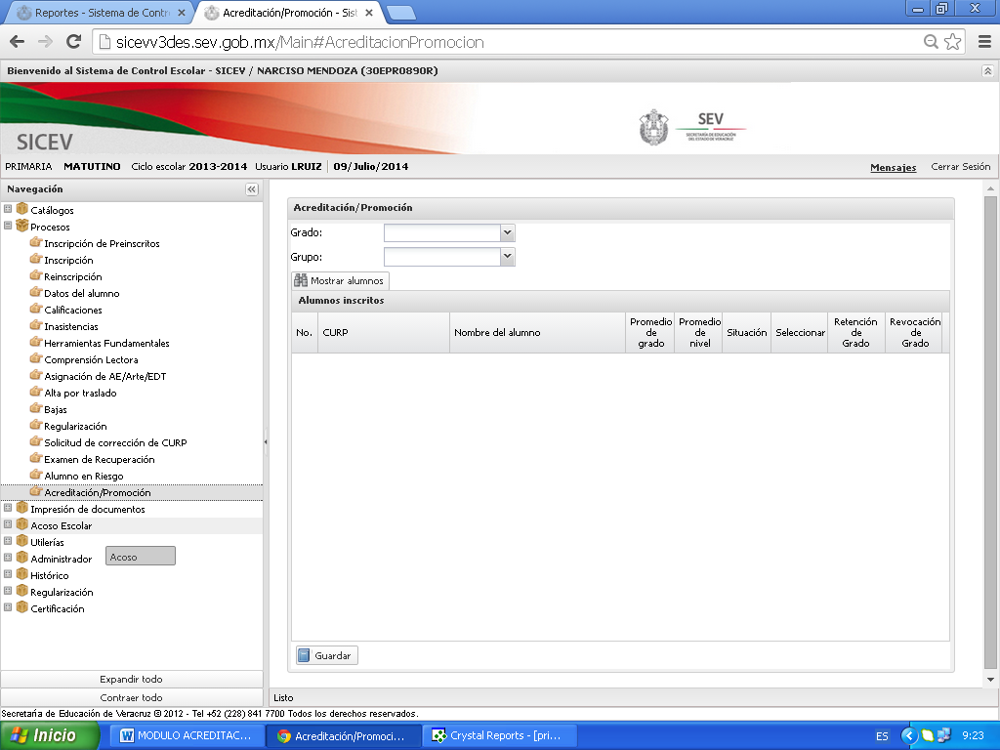 Reportes - Sistema de Contr
Acreditación/Promoción - Sis
sicevv3des.sev.gob.mx/Main#AcreditacionPromocion
Bienvenido al Sistema de Control Escolar - SICEV / NARCISO MENDOZA (30EPR0890R)
SICEV
SEV
SECRETARÍA DE EDUCACIÓN
DEL ESTADO DE VERACRUZ
PRIMARIA MATUTINO Ciclo escolar 2013-2014 Usuario LRUIZ 09/Julio/2014 Mensajes Cerrar Sesión
Navegación
Catálogos
Procesos
Inscripción de Preinscritos
Inscripción
Reinscripción
Datos del alumno
Calificaciones
Inasistencias
Herramientas Fundamentales
Comprensión Lectora
Asignación de AE/Arte/EDT
Alta por traslado
Bajas
Regularización
Solicitud de corrección de CURP
Examen de Recuperación
Alumno en Riesgo
Acreditación/Promoción
Impresión de documentos
Acoso Escolar
Utilerías
Administrador
Acoso
Histórico
Regularización
Certificación
Expandir todo
Contraer todo
Acreditación/Promoción
Grado:
Grupo:
Mostrar alumnos
Alumnos inscritos
No.
CURP
Nombre del alumno
Promedio de grado
Promedio de nivel
Situación
Seleccionar
Retención de Grado
Revocación de Grado
Guardar
Listo
Secretaría de Educación de Veracruz © 2012 - Tel +52 (228) 841 7700 Todos los derechos reservados.
Inicio
MODULO ACREDITAC...
Acreditación/Promoci...
Crystal Reports - [pri...
ES
9:23